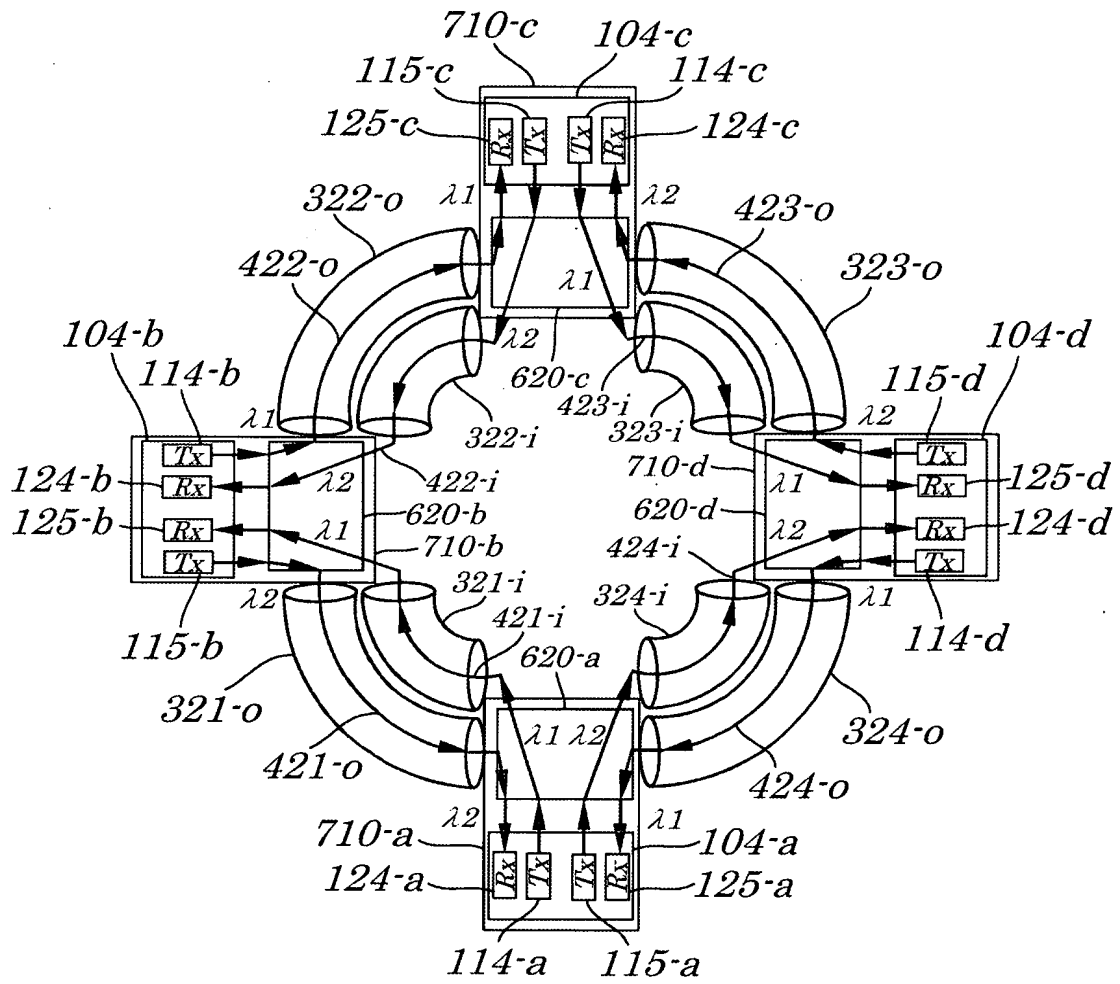 710-c 104-c
115-c 114-c
125-c 124-c
Rx Tx Tx Rx
λ1 λ2
322-o 423-o
422-o 323-o
λ1
λ2
104-b 620-c 104-d
114-b 423-i 115-d
λ1 322-i 323-i λ2
Tx 710-d Tx
124-b Rx λ2 422-i λ1 Rx 125-d
125-b Rx λ1 620-b 620-d λ2 Rx 124-d
Tx 710-b 424-i Tx
λ2 321-i 324-i λ1
115-b 421-i 114-d
620-a
321-o λ1 λ2 324-o
421-o 424-o
λ2 λ1
710-a 104-a
124-a Rx Tx Tx Rx 125-a
114-a 115-a